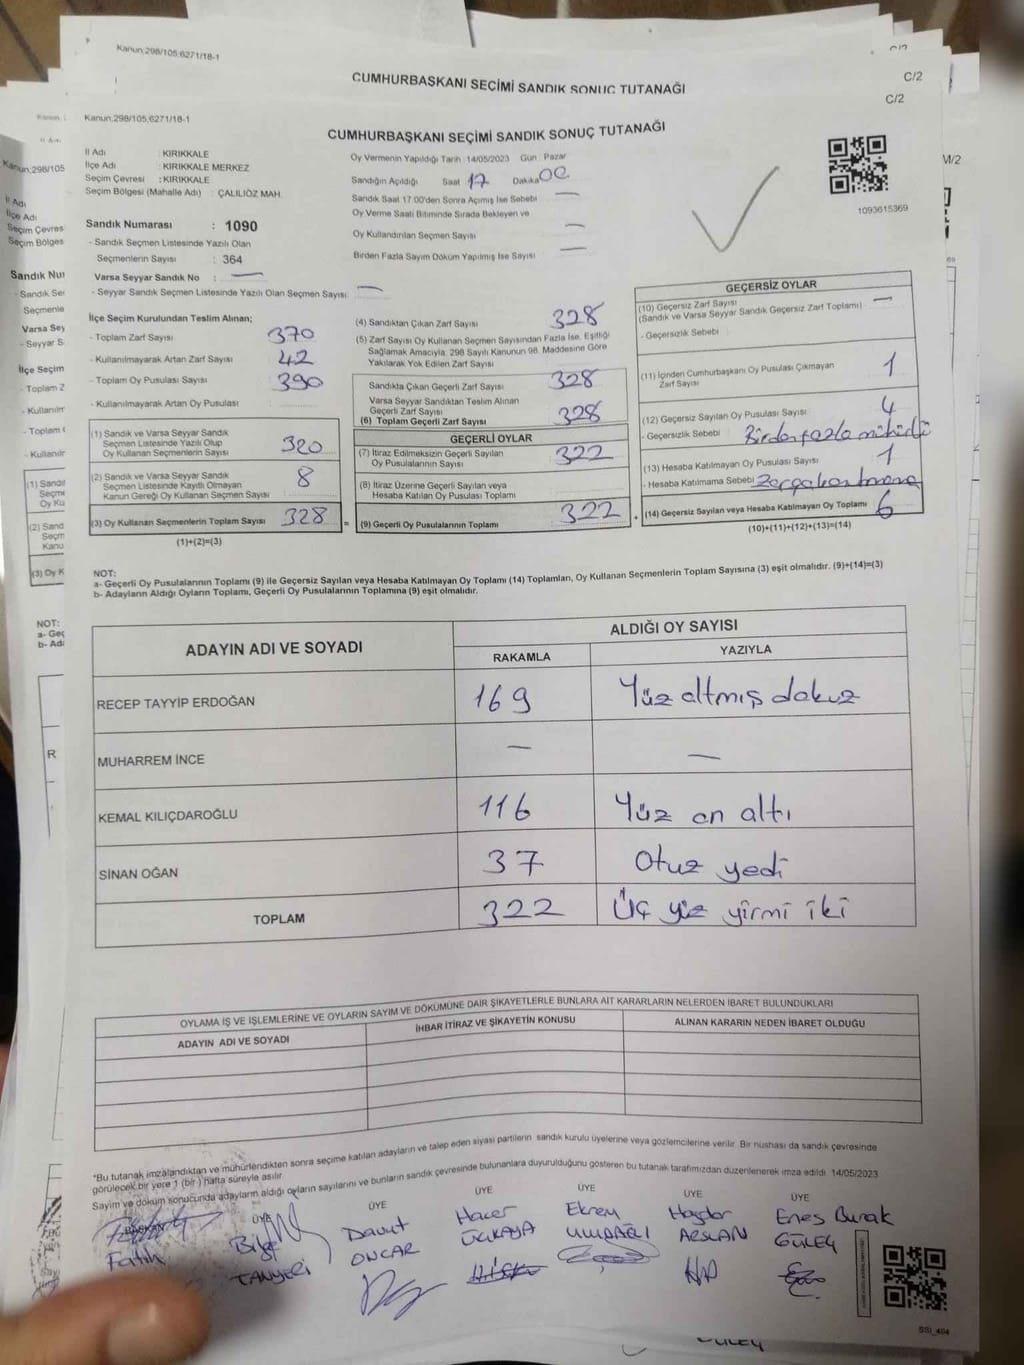 Kanun;298/105;6271/18-1
CUMHURBAŞKANI SEÇİMİ SANDIK SONUÇ TUTANAĞI
C/2
C/2
Kanun;298/105;6271/18-1
CUMHURBAŞKANI SEÇİMİ SANDIK SONUÇ TUTANAĞI
1093615369
M/2
İl Adı : KIRIKKALE
İlçe Adı : KIRIKKALE MERKEZ
Seçim Çevresi : KIRIKKALE
Seçim Bölgesi (Mahalle Adı) : ÇALILIÖZ MAH.
Oy Vermenin Yapıldığı Tarih 14/05/2023 Gün Pazar
Sandığın Açıldığı Saat 17 Dakika 00
Sandık Saat 17:00'den Sonra Açımış İse Sebebi —
Oy Verme Saati Bitiminde Sırada Bekleyen ve
Oy Kullandırılan Seçmen Sayısı —
Birden Fazla Sayım Döküm Yapılmış İse Sayısı —
Sandık Numarası : 1090
- Sandık Seçmen Listesinde Yazılı Olan
Seçmenlerin Sayısı : 364
Varsa Seyyar Sandık No : —
- Seyyar Sandık Seçmen Listesinde Yazılı Olan Seçmen Sayısı: —
İlçe Seçim Kurulundan Teslim Alınan;
- Toplam Zarf Sayısı 370
- Kullanılmayarak Artan Zarf Sayısı 42
- Toplam Oy Pusulası Sayısı 390
- Kullanılmayarak Artan Oy Pusulası
(1) Sandık ve Varsa Seyyar Sandık
Seçmen Listesinde Yazılı Olup
Oy Kullanan Seçmenlerin Sayısı 320
(2) Sandık ve Varsa Seyyar Sandık
Seçmen Listesinde Kayıtlı Olmayan
Kanun Gereği Oy Kullanan Seçmen Sayısı 8
(3) Oy Kullanan Seçmenlerin Toplam Sayısı 328
(1)+(2)=(3)
(4) Sandıktan Çıkan Zarf Sayısı 328
(5) Zarf Sayısı Oy Kullanan Seçmen Sayısından Fazla İse, Eşitliği
Sağlamak Amacıyla, 298 Sayılı Kanunun 98. Maddesine Göre
Yakılarak Yok Edilen Zarf Sayısı
Sandıkta Çıkan Geçerli Zarf Sayısı 328
Varsa Seyyar Sandıktan Teslim Alınan
Geçerli Zarf Sayısı
(6) Toplam Geçerli Zarf Sayısı 328
GEÇERLİ OYLAR
(7) İtiraz Edilmeksizin Geçerli Sayılan
Oy Pusulalarının Sayısı 322
(8) İtiraz Üzerine Geçerli Sayılan veya
Hesaba Katılan Oy Pusulası Toplamı
= (9) Geçerli Oy Pusulalarının Toplamı 322 +
GEÇERSİZ OYLAR
(10) Geçersiz Zarf Sayısı —
(Sandık ve Varsa Seyyar Sandık Geçersiz Zarf Toplamı)
- Geçersizlik Sebebi :
(11) İçinden Cumhurbaşkanı Oy Pusulası Çıkmayan
Zarf Sayısı 1
(12) Geçersiz Sayılan Oy Pusulası Sayısı 4
- Geçersizlik Sebebi : Birden fazla mühürlü
(13) Hesaba Katılmayan Oy Pusulası Sayısı 1
- Hesaba Katılmama Sebebi :
(14) Geçersiz Sayılan veya Hesaba Katılmayan Oy Toplamı 6
(10)+(11)+(12)+(13)=(14)
NOT:
a- Geçerli Oy Pusulalarının Toplamı (9) ile Geçersiz Sayılan veya Hesaba Katılmayan Oy Toplamı (14) Toplamları, Oy Kullanan Seçmenlerin Toplam Sayısına (3) eşit olmalıdır. (9)+(14)=(3)
b- Adayların Aldığı Oyların Toplamı, Geçerli Oy Pusulalarının Toplamına (9) eşit olmalıdır.
ADAYIN ADI VE SOYADI
ALDIĞI OY SAYISI
RAKAMLA
YAZIYLA
RECEP TAYYİP ERDOĞAN 169 Yüz altmış dokuz
MUHARREM İNCE — —
KEMAL KILIÇDAROĞLU 116 Yüz on altı
SİNAN OĞAN 37 Otuz yedi
TOPLAM 322 Üç yüz yirmi iki
OYLAMA İŞ VE İŞLEMLERİNE VE OYLARIN SAYIM VE DÖKÜMÜNE DAİR ŞİKAYETLERLE BUNLARA AİT KARARLARIN NELERDEN İBARET BULUNDUKLARI
ADAYIN ADI VE SOYADI
İHBAR İTİRAZ VE ŞİKAYETİN KONUSU
ALINAN KARARIN NEDEN İBARET OLDUĞU
*Bu tutanak imzalandıktan ve mühürlendikten sonra seçime katılan adayların ve talep eden siyasi partilerin sandık kurulu üyelerine veya gözlemcilerine verilir. Bir nushası da sandık çevresinde
görülecek bir yere 1 (bir) hafta süreyle asılır.
Sayım ve döküm sonucunda adayların aldığı oyların sayılarını ve bunların sandık çevresinde bulunanlara duyurulduğunu gösteren bu tutanak tarafımızdan düzenlenerek imza edildi 14/05/2023
BAŞKAN
Fatih
ÜYE
Bilge
TANYERİ
ÜYE
Davut
ONCAR
ÜYE
Hacer
ÜÇKAYA
ÜYE
Ekrem
ULUDAĞLI
ÜYE
Haydar
ARSLAN
ÜYE
Enes Burak
GÜLEÇ
SSI_464